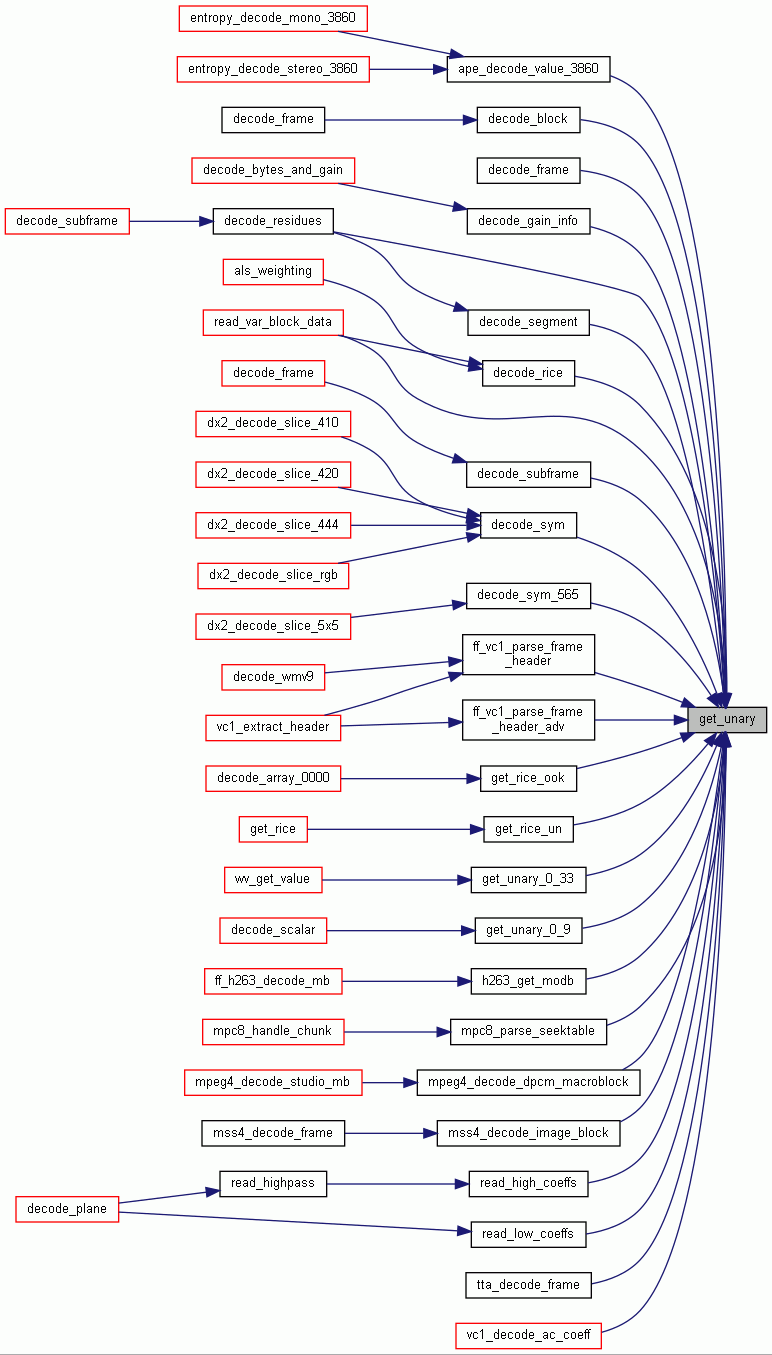 entropy_decode_mono_3860
entropy_decode_stereo_3860
ape_decode_value_3860
decode_frame
decode_block
decode_bytes_and_gain
decode_frame
decode_subframe
decode_residues
decode_gain_info
als_weighting
read_var_block_data
decode_segment
decode_frame
decode_rice
dx2_decode_slice_410
dx2_decode_slice_420
decode_subframe
dx2_decode_slice_444
decode_sym
dx2_decode_slice_rgb
decode_sym_565
dx2_decode_slice_5x5
ff_vc1_parse_frame
_header
decode_wmv9
ff_vc1_parse_frame
_header_adv
vc1_extract_header
get_unary
decode_array_0000
get_rice_ook
get_rice
get_rice_un
wv_get_value
get_unary_0_33
decode_scalar
get_unary_0_9
ff_h263_decode_mb
h263_get_modb
mpc8_handle_chunk
mpc8_parse_seektable
mpeg4_decode_studio_mb
mpeg4_decode_dpcm_macroblock
mss4_decode_frame
mss4_decode_image_block
read_highpass
read_high_coeffs
decode_plane
read_low_coeffs
tta_decode_frame
vc1_decode_ac_coeff